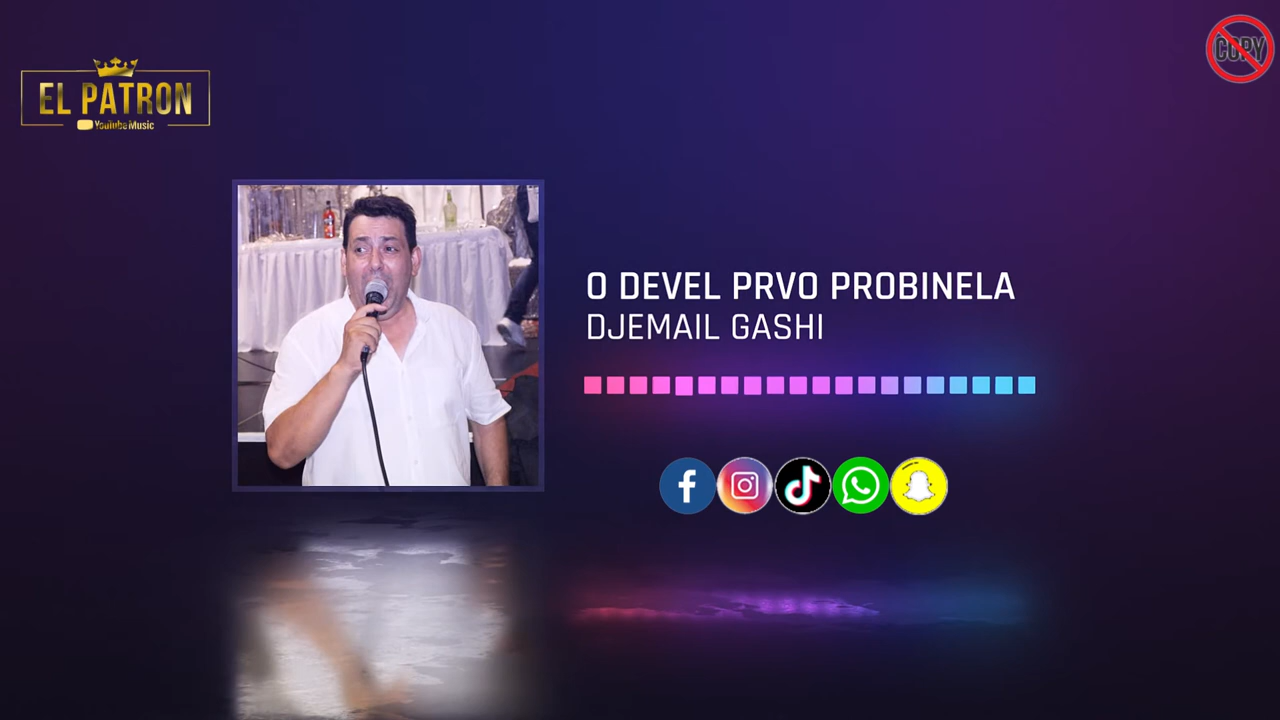 COPY
EL PATRON
YouTube Music
O DEVEL PRVO PROBINELA
DJEMAIL GASHI